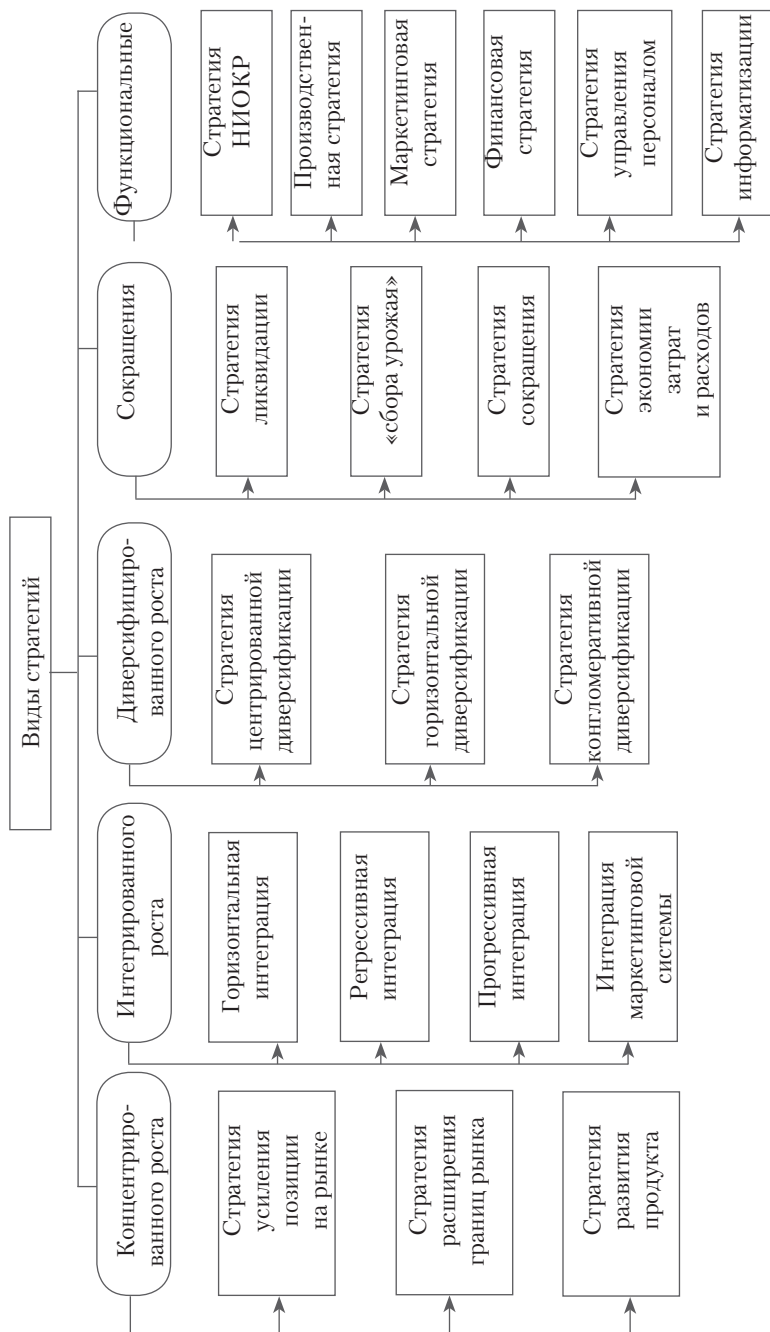 Виды стратегий
Концентриро-
ванного роста
Стратегия
усиления
позиции
на рынке
Стратегия
расширения
границ рынка
Стратегия
развития
продукта
Интегрированного
роста
Горизонтальная
интеграция
Регрессивная
интеграция
Прогрессивная
интеграция
Интеграция
маркетинговой
системы
Диверсифициро-
ванного роста
Стратегия
центрированной
диверсификации
Стратегия
горизонтальной
диверсификации
Стратегия
конгломеративной
диверсификации
Сокращения
Стратегия
ликвидации
Стратегия
«сбора урожая»
Стратегия
сокращения
Стратегия
экономии
затрат
и расходов
Функциональные
Стратегия
НИОКР
Производствен-
ная стратегия
Маркетинговая
стратегия
Финансовая
стратегия
Стратегия
управления
персоналом
Стратегия
информатизации